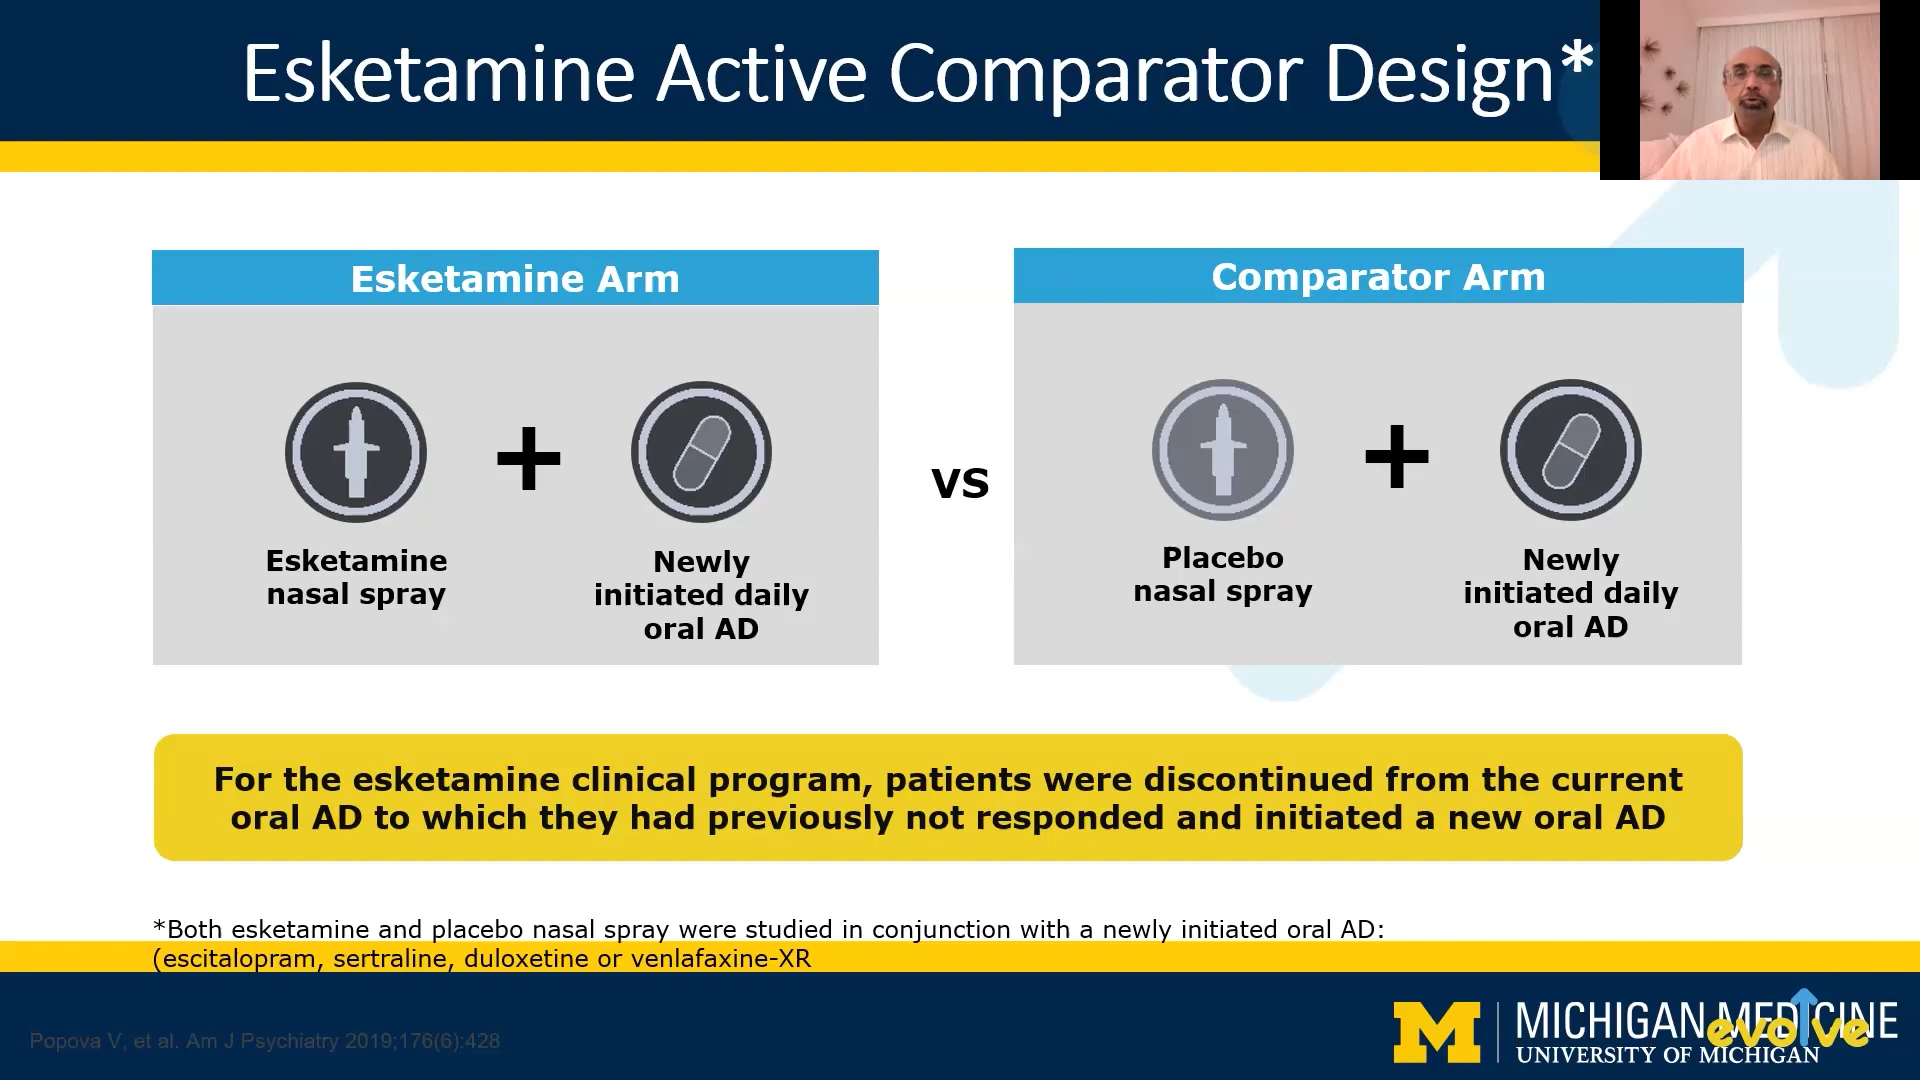 Esketamine Active Comparator Design*
Esketamine Arm
Esketamine
nasal spray
+
Newly
initiated daily
oral AD
vs
Comparator Arm
Placebo
nasal spray
+
Newly
initiated daily
oral AD
For the esketamine clinical program, patients were discontinued from the current
oral AD to which they had previously not responded and initiated a new oral AD
*Both esketamine and placebo nasal spray were studied in conjunction with a newly initiated oral AD:
(escitalopram, sertraline, duloxetine or venlafaxine-XR
Popova V, et al. Am J Psychiatry 2019;176(6):428
M
MICHIGAN MEDICINE
UNIVERSITY OF MICHIGAN
evolve